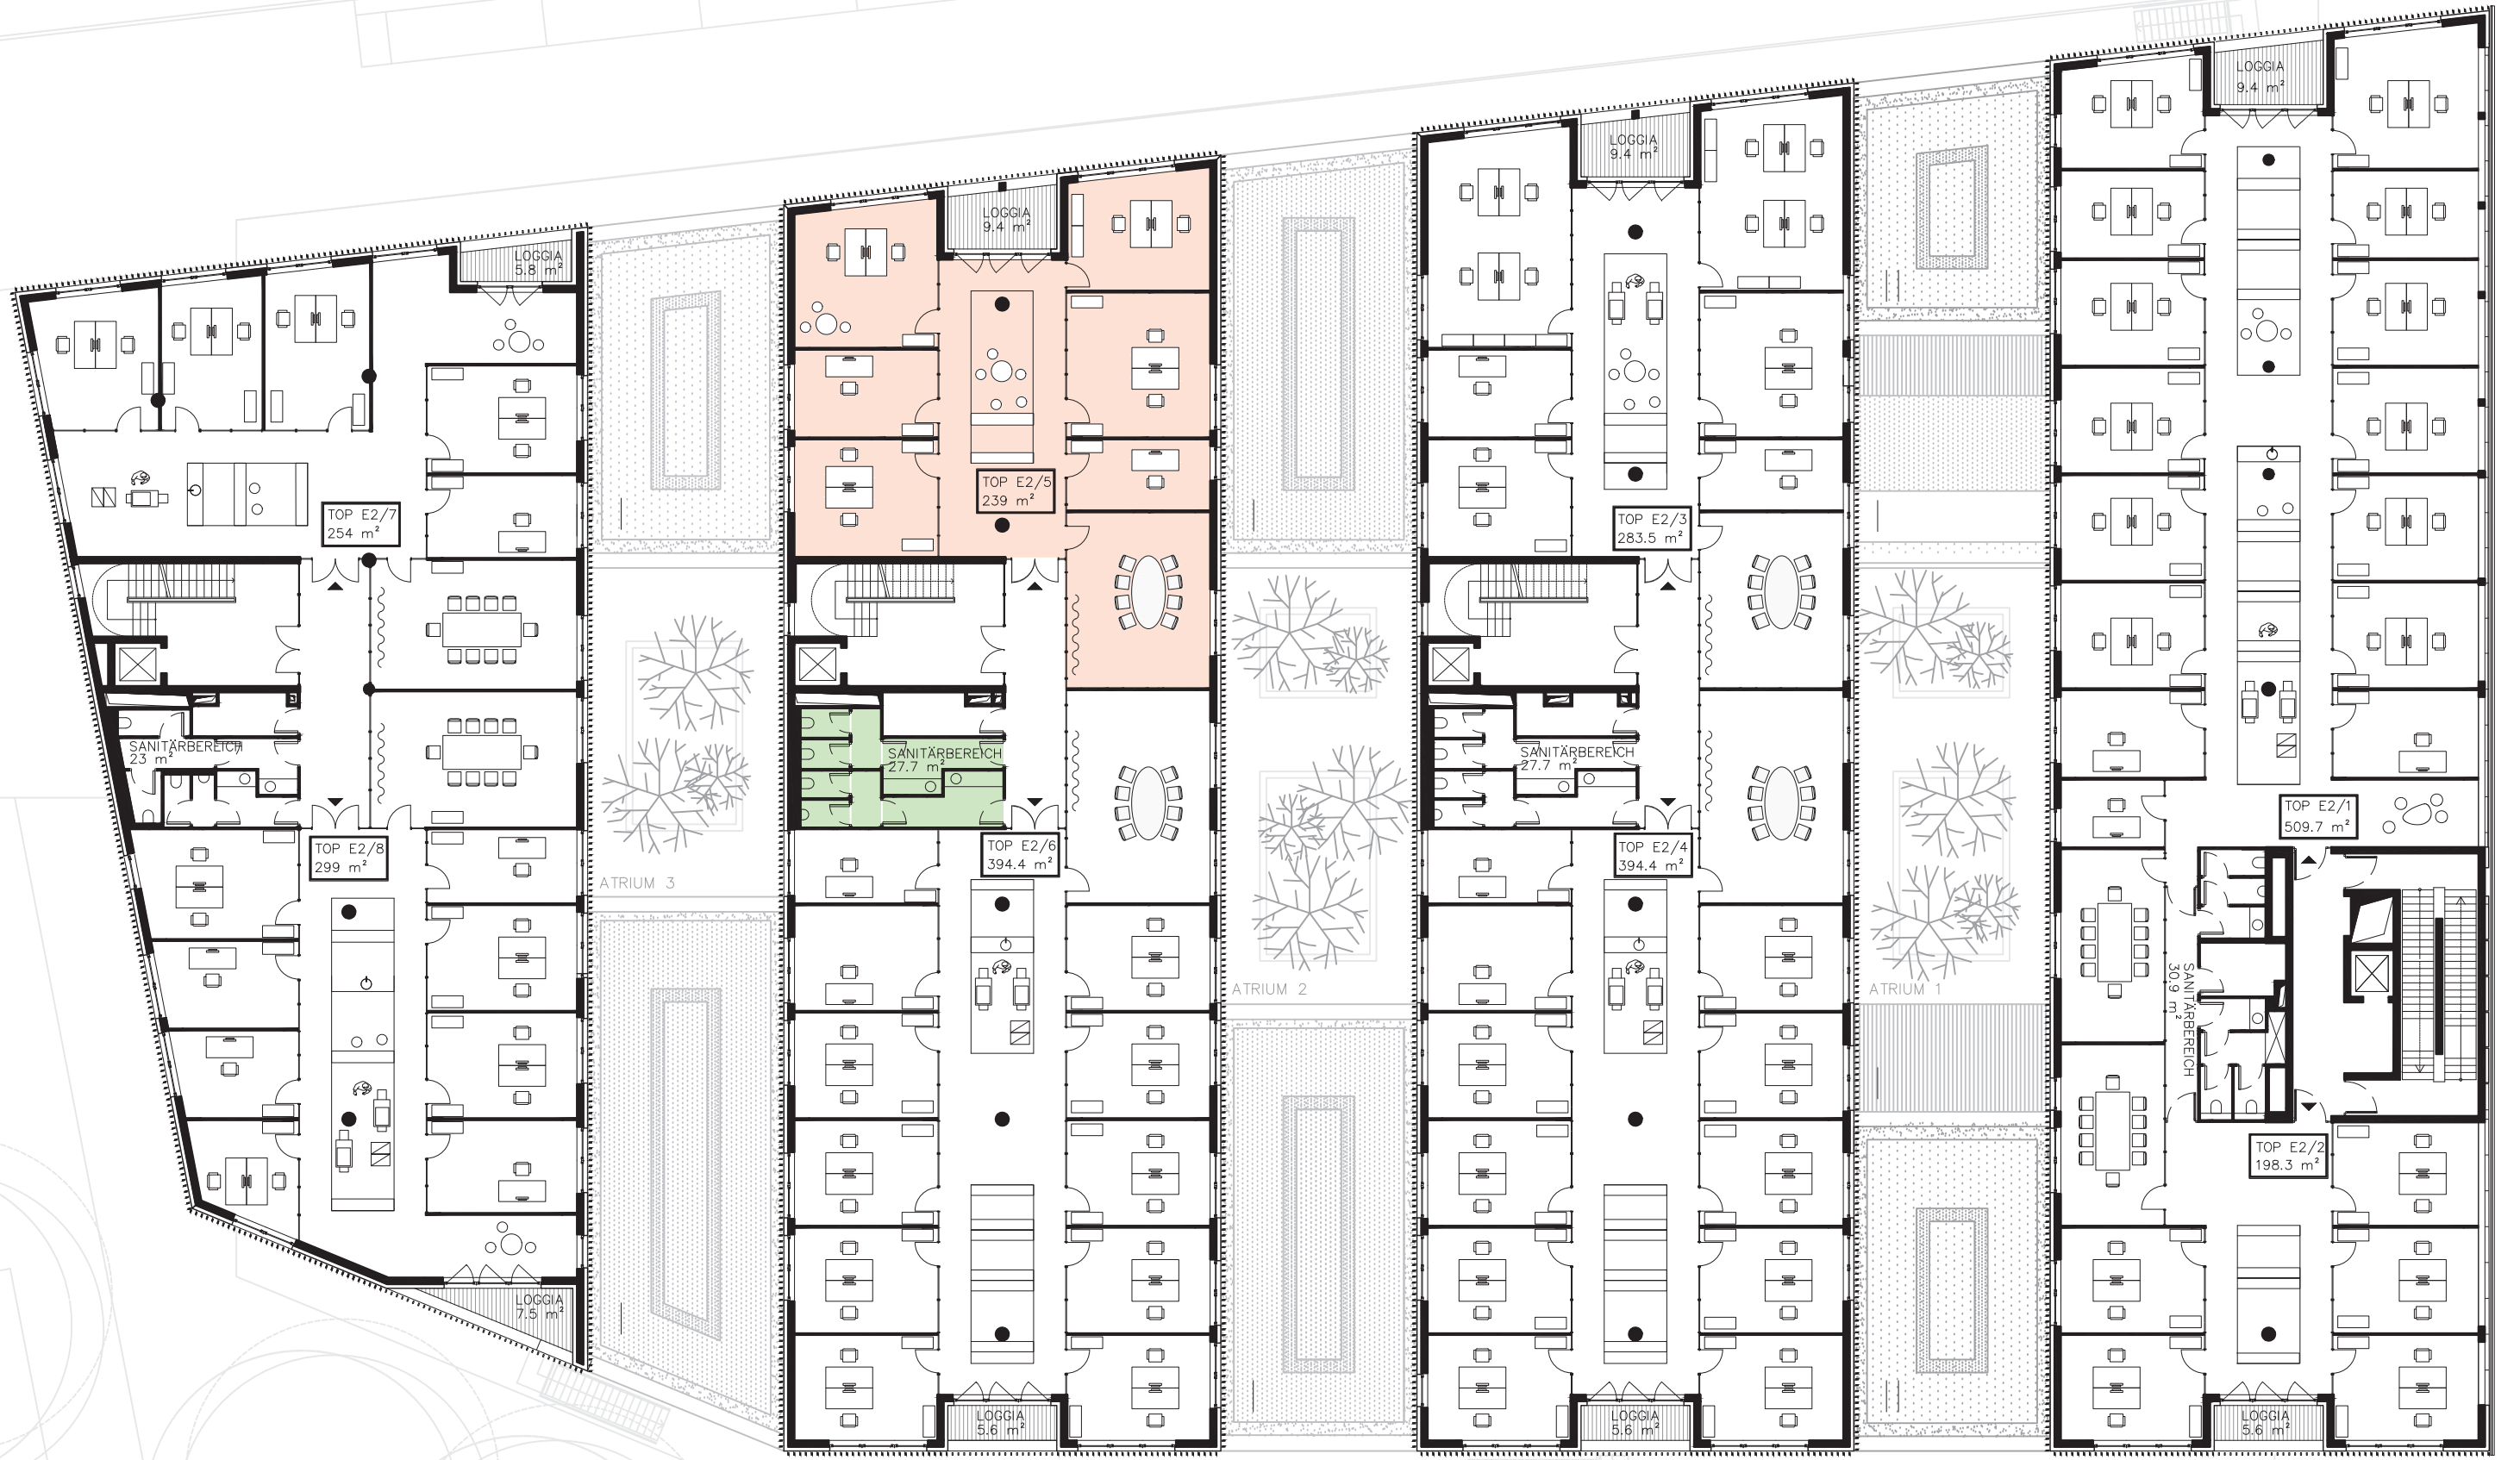 LOGGIA
9.4 m²
LOGGIA
9.4 m²
LOGGIA
9.4 m²
LOGGIA
5.8 m²
TOP E2/7
254 m²
TOP E2/5
239 m²
TOP E2/3
283.5 m²
SANITÄRBEREICH
23 m²
SANITÄRBEREICH
27.7 m²
SANITÄRBEREICH
27.7 m²
TOP E2/1
509.7 m²
TOP E2/8
299 m²
TOP E2/6
394.4 m²
TOP E2/4
394.4 m²
ATRIUM 3
ATRIUM 2
ATRIUM 1
SANITÄRBEREICH
30.9 m²
TOP E2/2
198.3 m²
LOGGIA
7.5 m²
LOGGIA
5.6 m²
LOGGIA
5.6 m²
LOGGIA
5.6 m²